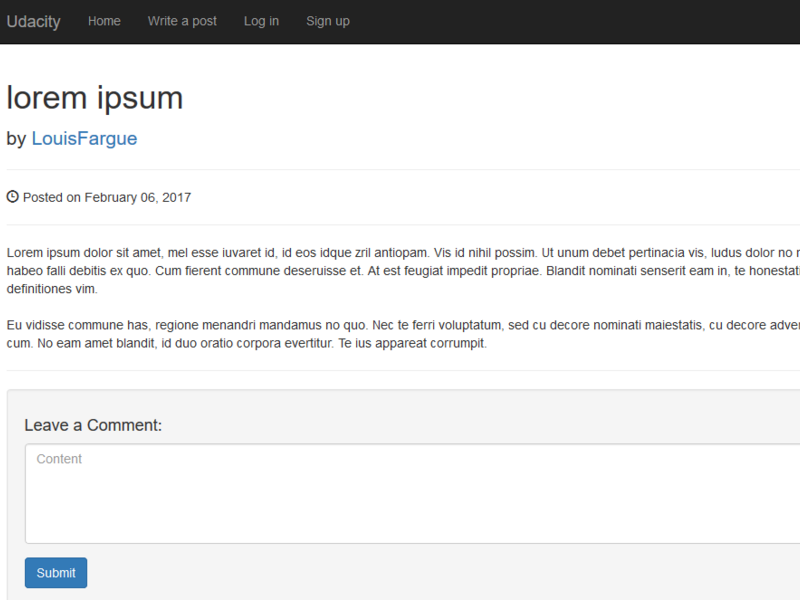 Udacity Home Write a post Log in Sign up
lorem ipsum
by LouisFargue
Posted on February 06, 2017
Lorem ipsum dolor sit amet, mel esse iuvaret id, id eos idque zril antiopam. Vis id nihil possim. Ut unum debet pertinacia vis, ludus dolor no
habeo falli debitis ex quo. Cum fierent commune deseruisse et. At est feugiat impedit propriae. Blandit nominati senserit eam in, te
definitiones vim.
Eu vidisse commune has, regione menandri mandamus no quo. Nec te ferri voluptatum, sed cu decore nominati maiestatis, cu decore
cum. No eam amet blandit, id duo oratio corpora evertitur. Te ius appareat corrumpit.
Leave a Comment:
Content
Submit